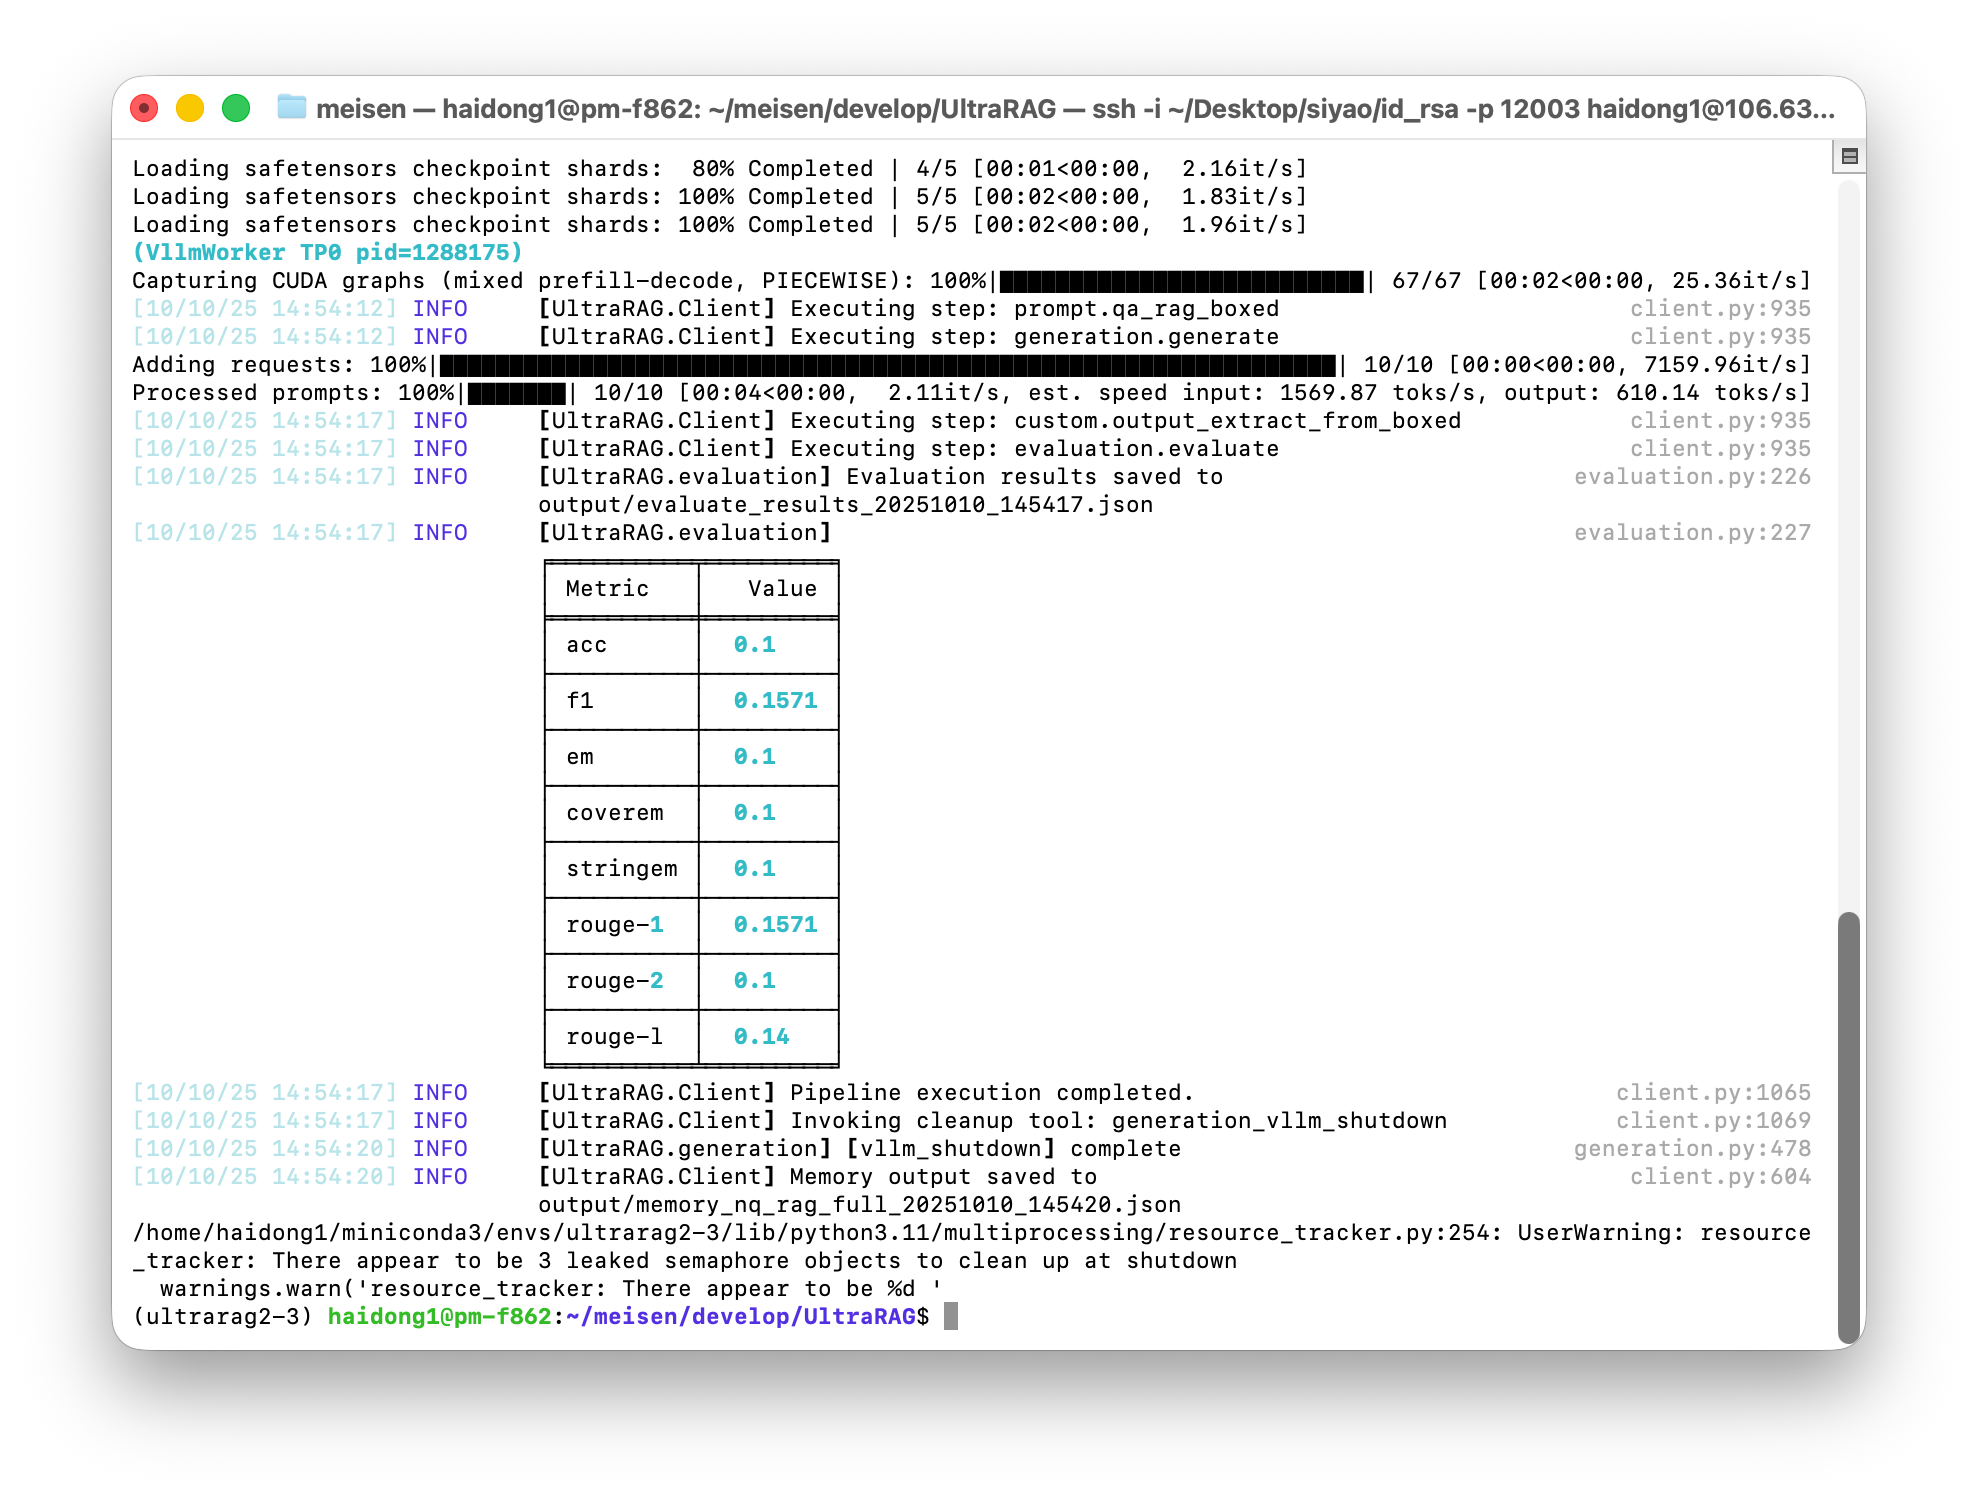 meisen — haidong1@pm-f862: ~/meisen/develop/UltraRAG — ssh -i ~/Desktop/siyao/id_rsa -p 12003 haidong1@106.63...
Loading safetensors checkpoint shards:  80% Completed | 4/5 [00:01<00:00,  2.16it/s]
Loading safetensors checkpoint shards: 100% Completed | 5/5 [00:02<00:00,  1.83it/s]
Loading safetensors checkpoint shards: 100% Completed | 5/5 [00:02<00:00,  1.96it/s]
(VllmWorker TP0 pid=1288175)
Capturing CUDA graphs (mixed prefill-decode, PIECEWISE): 100%|██████████████████████████| 67/67 [00:02<00:00, 25.36it/s]
[10/10/25 14:54:12] INFO     [UltraRAG.Client] Executing step: prompt.qa_rag_boxed client.py:935
[10/10/25 14:54:12] INFO     [UltraRAG.Client] Executing step: generation.generate client.py:935
Adding requests: 100%|████████████████████████████████████████████████████████████████| 10/10 [00:00<00:00, 7159.96it/s]
Processed prompts: 100%|███████| 10/10 [00:04<00:00,  2.11it/s, est. speed input: 1569.87 toks/s, output: 610.14 toks/s]
[10/10/25 14:54:17] INFO     [UltraRAG.Client] Executing step: custom.output_extract_from_boxed client.py:935
[10/10/25 14:54:17] INFO     [UltraRAG.Client] Executing step: evaluation.evaluate client.py:935
[10/10/25 14:54:17] INFO     [UltraRAG.evaluation] Evaluation results saved to evaluation.py:226
output/evaluate_results_20251010_145417.json
[10/10/25 14:54:17] INFO     [UltraRAG.evaluation] evaluation.py:227
Metric Value
acc 0.1
f1 0.1571
em 0.1
coverem 0.1
stringem 0.1
rouge-1 0.1571
rouge-2 0.1
rouge-l 0.14
[10/10/25 14:54:17] INFO     [UltraRAG.Client] Pipeline execution completed. client.py:1065
[10/10/25 14:54:17] INFO     [UltraRAG.Client] Invoking cleanup tool: generation_vllm_shutdown client.py:1069
[10/10/25 14:54:20] INFO     [UltraRAG.generation] [vllm_shutdown] complete generation.py:478
[10/10/25 14:54:20] INFO     [UltraRAG.Client] Memory output saved to client.py:604
output/memory_nq_rag_full_20251010_145420.json
/home/haidong1/miniconda3/envs/ultrarag2-3/lib/python3.11/multiprocessing/resource_tracker.py:254: UserWarning: resource
_tracker: There appear to be 3 leaked semaphore objects to clean up at shutdown
  warnings.warn('resource_tracker: There appear to be %d '
(ultrarag2-3) haidong1@pm-f862:~/meisen/develop/UltraRAG$